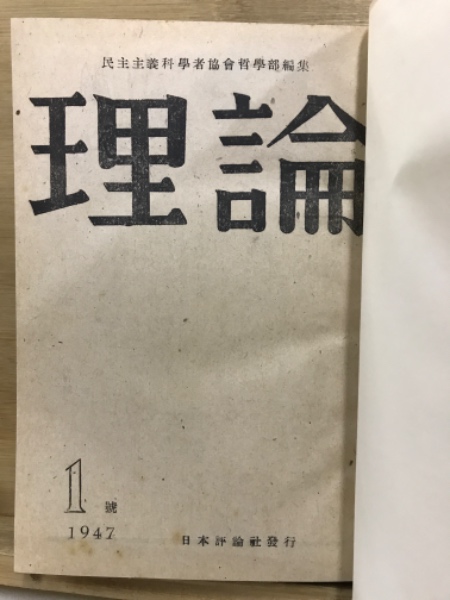 民主主義科學者協會哲學部編集
理論
1號
1947
日本評論社發行